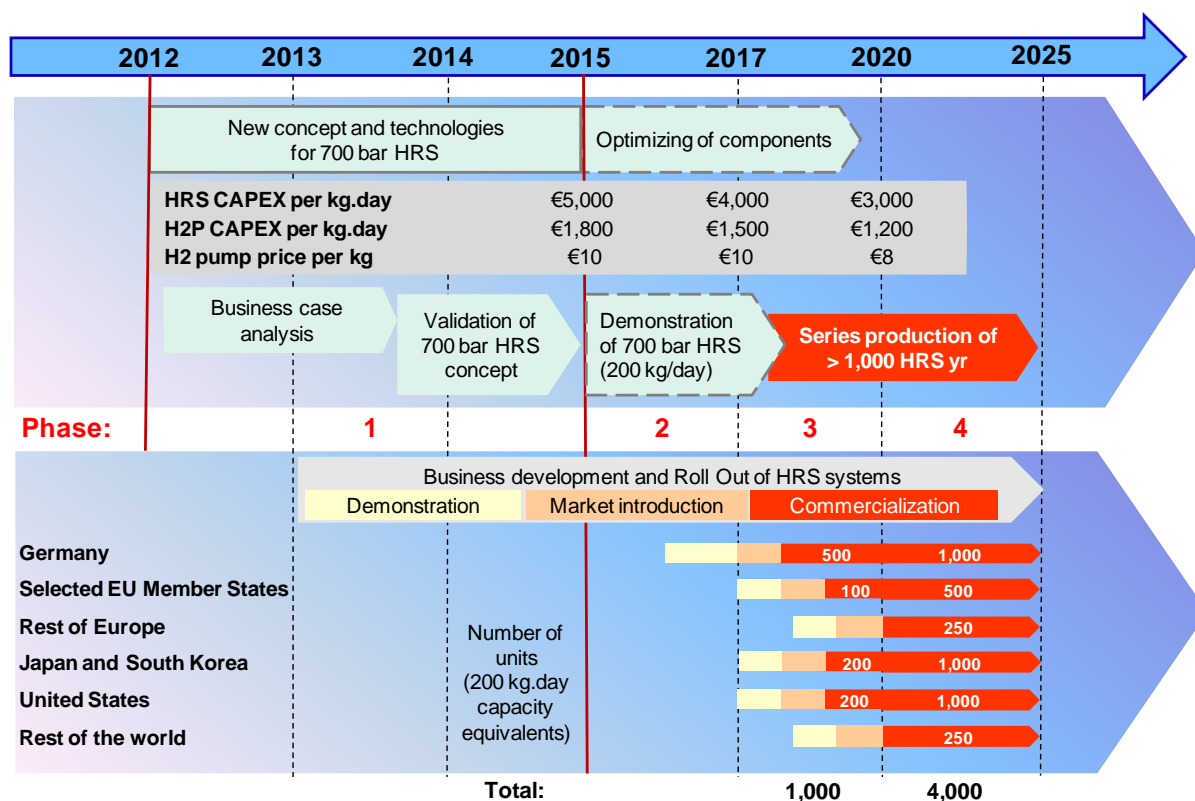 2012 2013 2014 2015 2017 2020 2025
New concept and technologies
for 700 bar HRS
Optimizing of components
HRS CAPEX per kg.day €5,000 €4,000 €3,000
H2P CAPEX per kg.day €1,800 €1,500 €1,200
H2 pump price per kg €10 €10 €8
Business case
analysis
Validation of
700 bar HRS
concept
Demonstration
of 700 bar HRS
(200 kg/day)
Series production of
> 1,000 HRS yr
Phase: 1 2 3 4
Business development and Roll Out of HRS systems
Demonstration Market introduction Commercialization
Germany 500 1,000
Selected EU Member States 100 500
Rest of Europe 250
Japan and South Korea 200 1,000
United States 200 1,000
Rest of the world 250
Number of
units
(200 kg.day
capacity
equivalents)
Total: 1,000 4,000